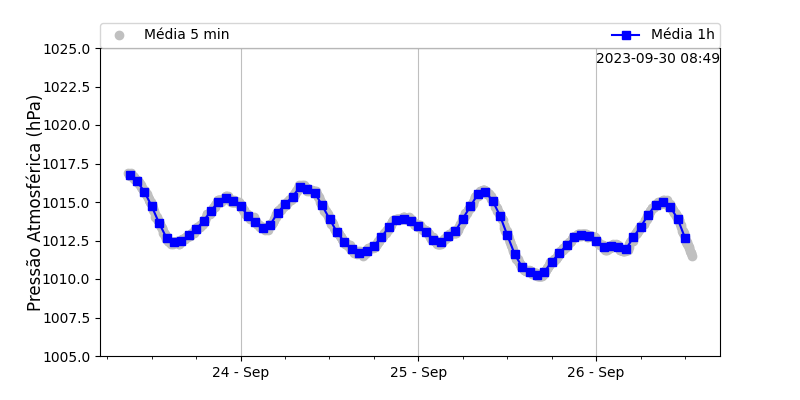 Média 5 min
Média 1h
2023-09-30 08:49
Pressão Atmosférica (hPa)
1025.0
1022.5
1020.0
1017.5
1015.0
1012.5
1010.0
1007.5
1005.0
24 - Sep
25 - Sep
26 - Sep